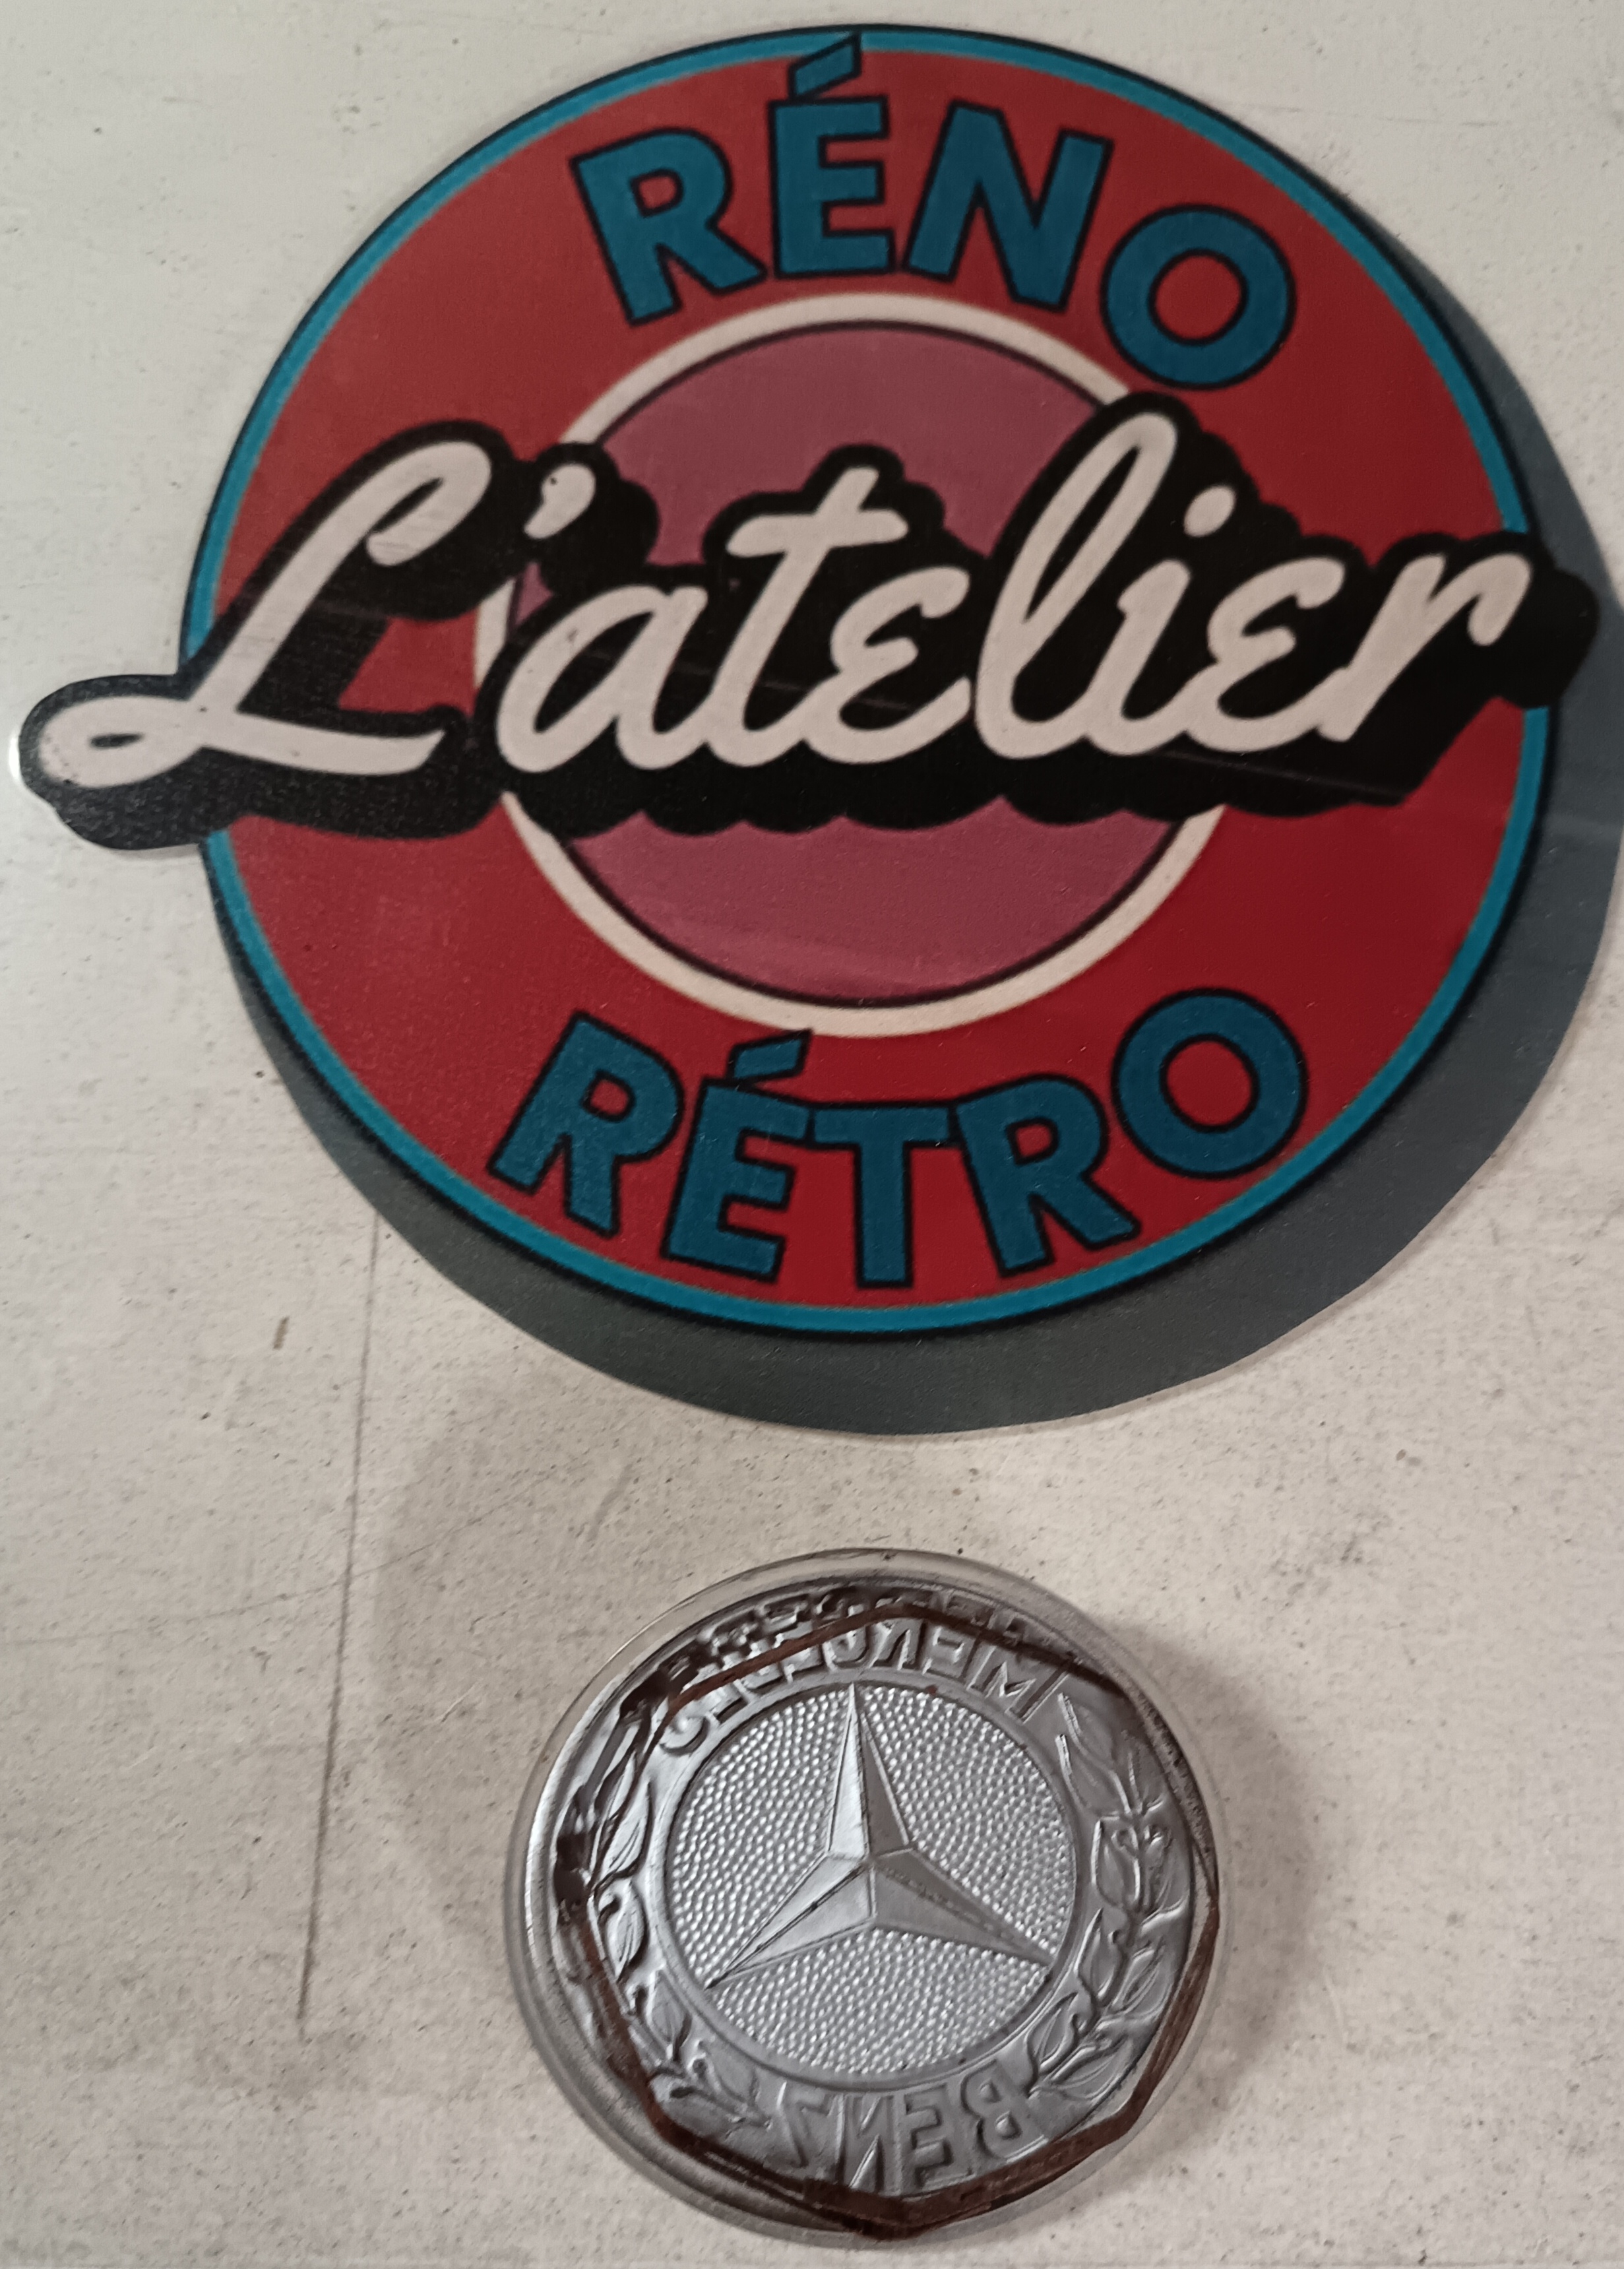 RÉNO
L'atelier
RÉTRO
MERCEDES
BENZ